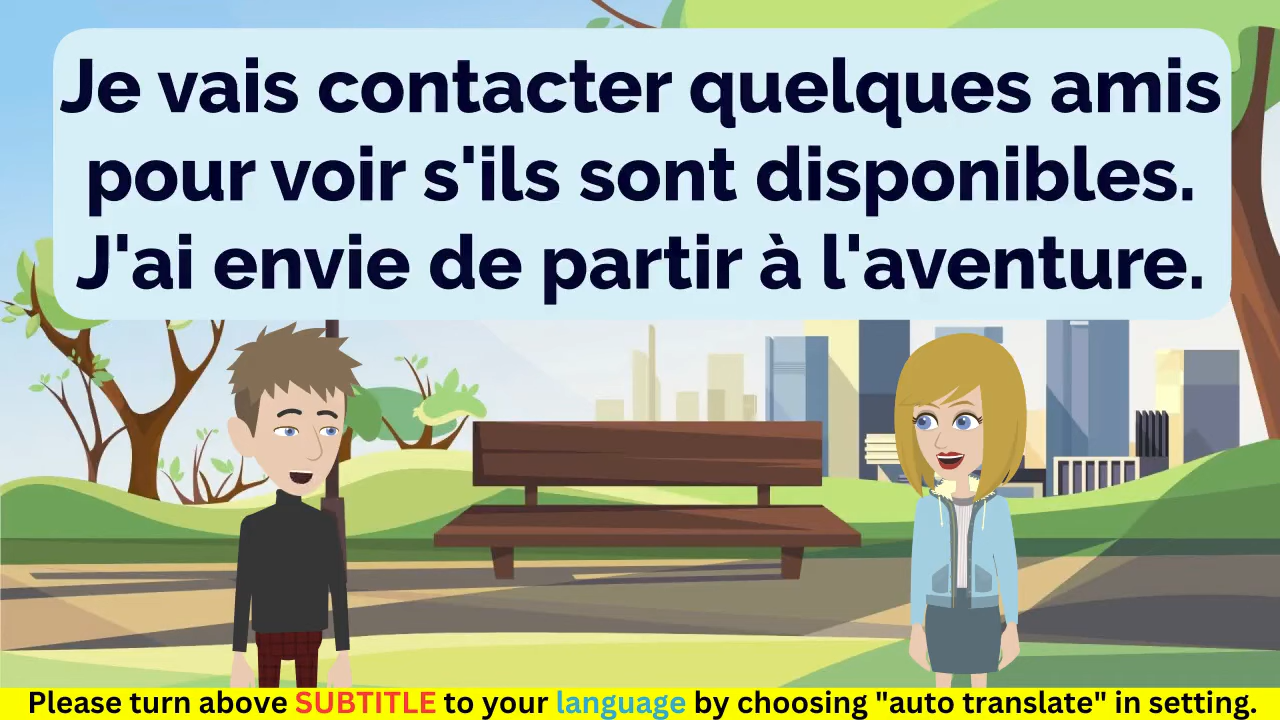 Je vais contacter quelques amis
pour voir s'ils sont disponibles.
J'ai envie de partir à l'aventure.
Please turn above SUBTITLE to your language by choosing "auto translate" in setting.